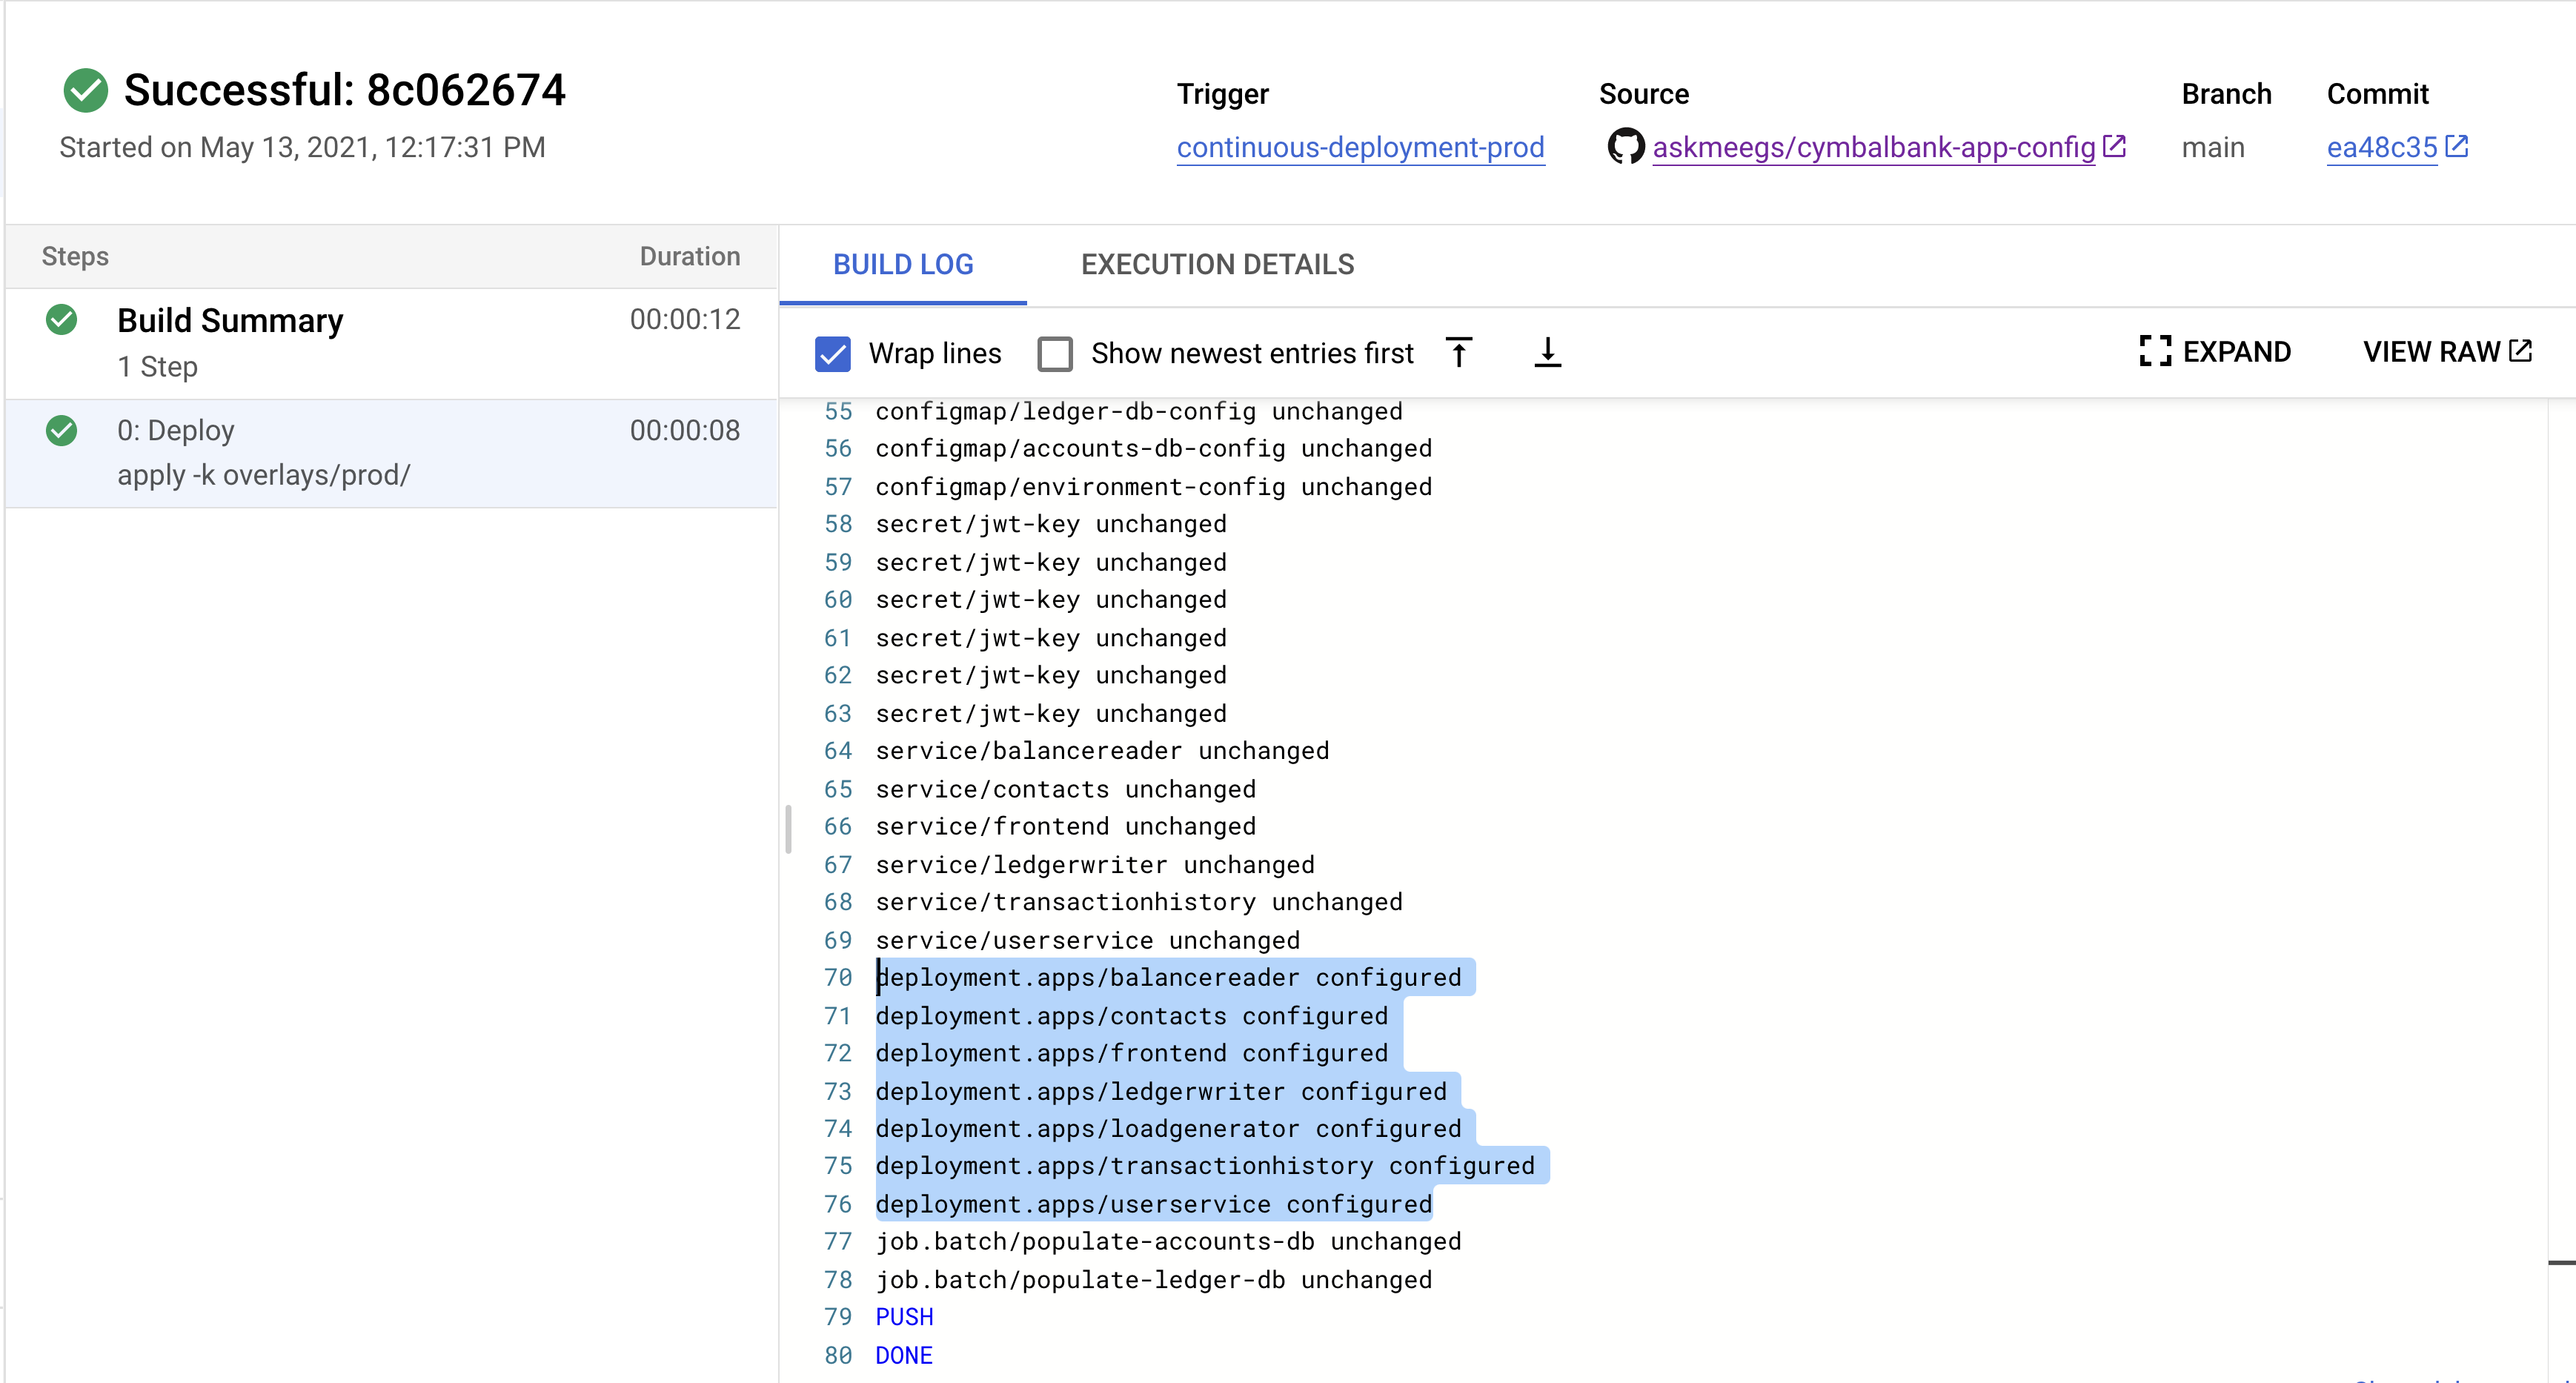 Successful: 8c062674
Started on May 13, 2021, 12:17:31 PM
Trigger
continuous-deployment-prod
Source
askmeegs/cymbalbank-app-config
Branch
main
Commit
ea48c35
Steps Duration
Build Summary 00:00:12
1 Step
0: Deploy 00:00:08
apply -k overlays/prod/
BUILD LOG EXECUTION DETAILS
Wrap lines Show newest entries first EXPAND VIEW RAW
55 configmap/ledger-db-config unchanged
56 configmap/accounts-db-config unchanged
57 configmap/environment-config unchanged
58 secret/jwt-key unchanged
59 secret/jwt-key unchanged
60 secret/jwt-key unchanged
61 secret/jwt-key unchanged
62 secret/jwt-key unchanged
63 secret/jwt-key unchanged
64 service/balancereader unchanged
65 service/contacts unchanged
66 service/frontend unchanged
67 service/ledgerwriter unchanged
68 service/transactionhistory unchanged
69 service/userservice unchanged
70 deployment.apps/balancereader configured
71 deployment.apps/contacts configured
72 deployment.apps/frontend configured
73 deployment.apps/ledgerwriter configured
74 deployment.apps/loadgenerator configured
75 deployment.apps/transactionhistory configured
76 deployment.apps/userservice configured
77 job.batch/populate-accounts-db unchanged
78 job.batch/populate-ledger-db unchanged
79 PUSH
80 DONE